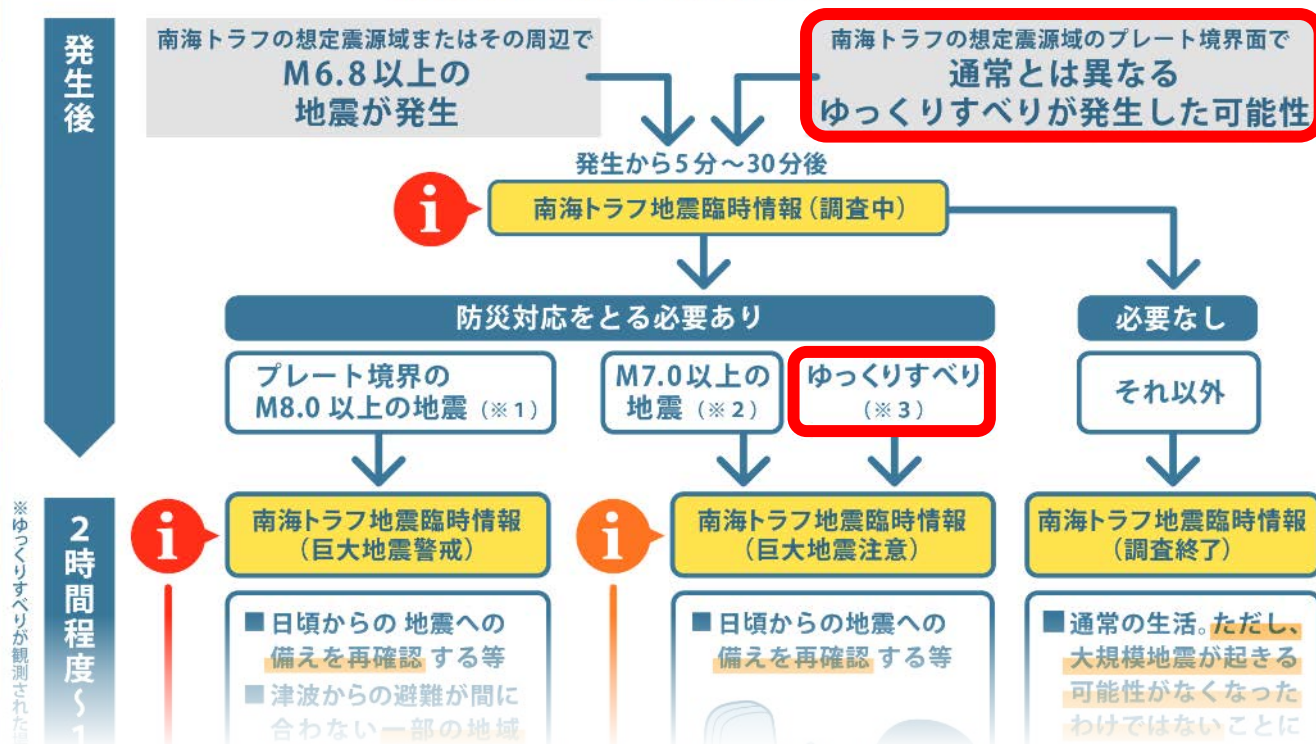 発生後
南海トラフの想定震源域またはその周辺で
M6.8以上の
地震が発生
南海トラフの想定震源域のプレート境界面で
通常とは異なる
ゆっくりすべりが発生した可能性
発生から5分～30分後
i
南海トラフ地震臨時情報（調査中）
防災対応をとる必要あり
必要なし
プレート境界の
M8.0 以上の地震（※1）
M7.0以上の
地震（※2）
ゆっくりすべり
（※3）
それ以外
2時間程度～1
※ゆっくりすべりが観測された場
i
南海トラフ地震臨時情報
（巨大地震警戒）
i
南海トラフ地震臨時情報
（巨大地震注意）
南海トラフ地震臨時情報
（調査終了）
■日頃からの 地震への
備えを再確認 する等
■津波からの避難が間に
合わない一部の地域
■日頃からの地震への
備えを再確認 する等
■通常の生活。ただし、
大規模地震が起きる
可能性がなくなった
わけではないことに